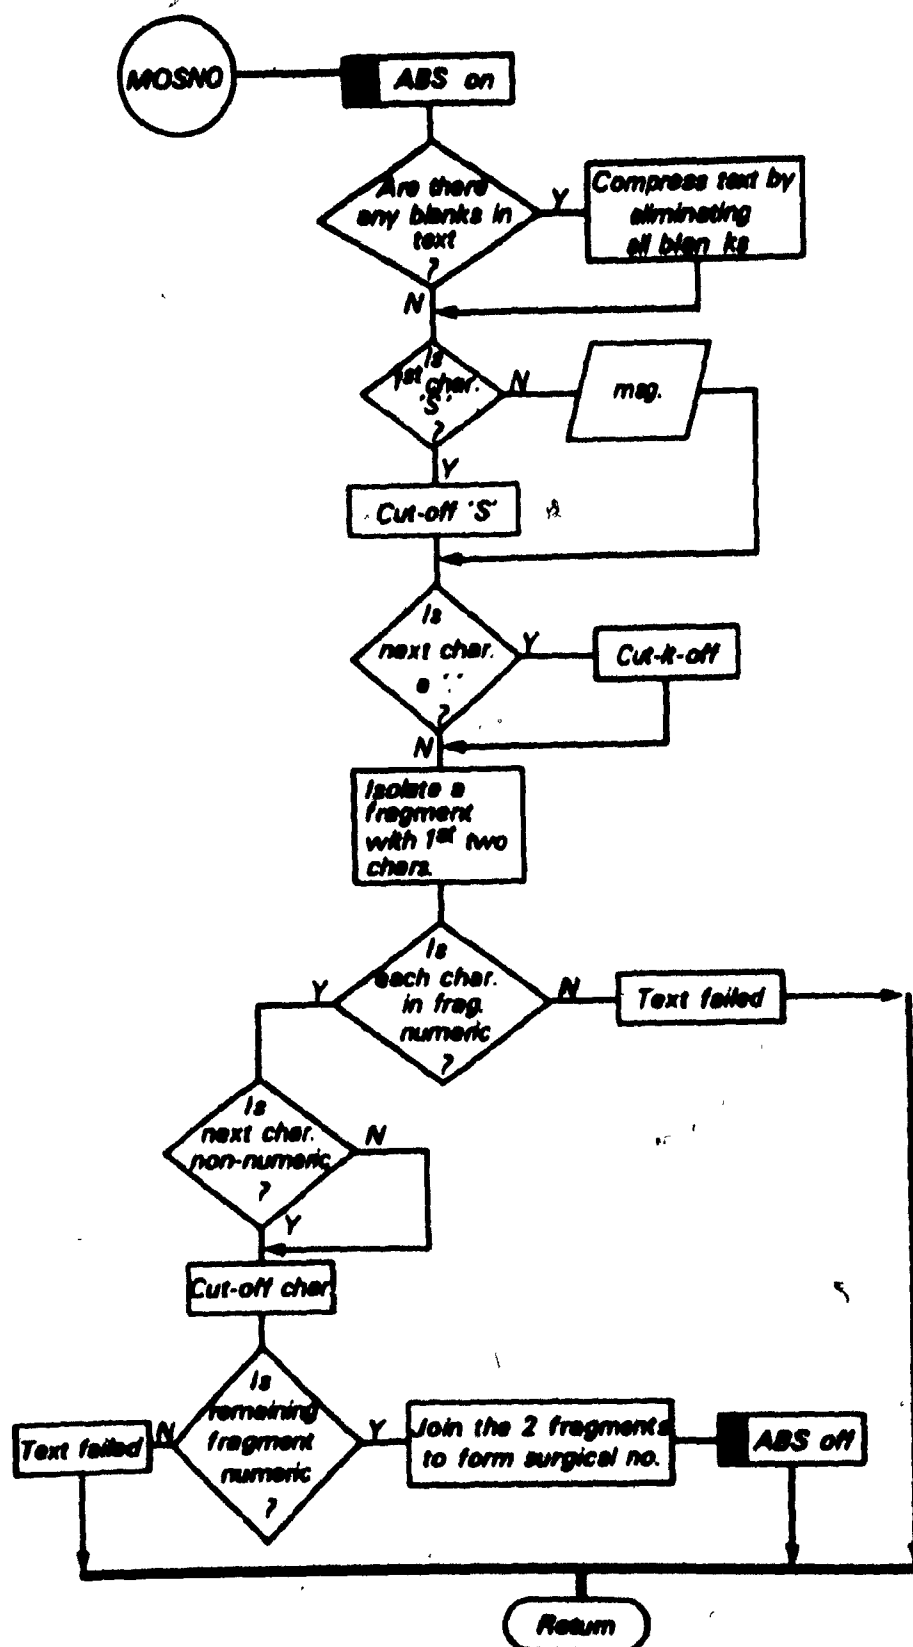 MOSNO
ABS on
Are there
any blanks in
text
?
Y
Compress text by
eliminating
all blan ks
N
Is
1st char.
'S'
?
N
msg.
Y
Cut-off 'S'
Is
next char.
a
?
Y
Cut-it-off
N
Isolate a
fragment
with 1st two
chars.
Is
each char.
in frag.
numeric
?
Y
N
Text failed
Is
next char.
non-numeric
?
N
Y
Cut-off char
Is
remaining
fragment
numeric
?
N
Text failed
Y
Join the 2 fragments
to form surgical no.
ABS off
Return